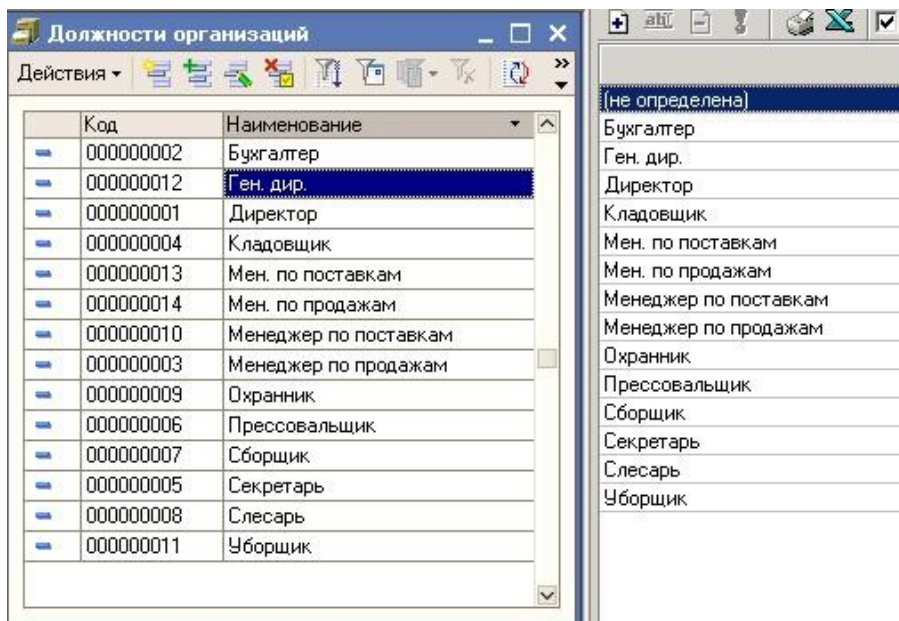 Должности организаций
Действия
Код Наименование
000000002 Бухгалтер
000000012 Ген. дир.
000000001 Директор
000000004 Кладовщик
000000013 Мен. по поставкам
000000014 Мен. по продажам
000000010 Менеджер по поставкам
000000003 Менеджер по продажам
000000009 Охранник
000000006 Прессовальщик
000000007 Сборщик
000000005 Секретарь
000000008 Слесарь
000000011 Уборщик
(не определена)
Бухгалтер
Ген. дир.
Директор
Кладовщик
Мен. по поставкам
Мен. по продажам
Менеджер по поставкам
Менеджер по продажам
Охранник
Прессовальщик
Сборщик
Секретарь
Слесарь
Уборщик